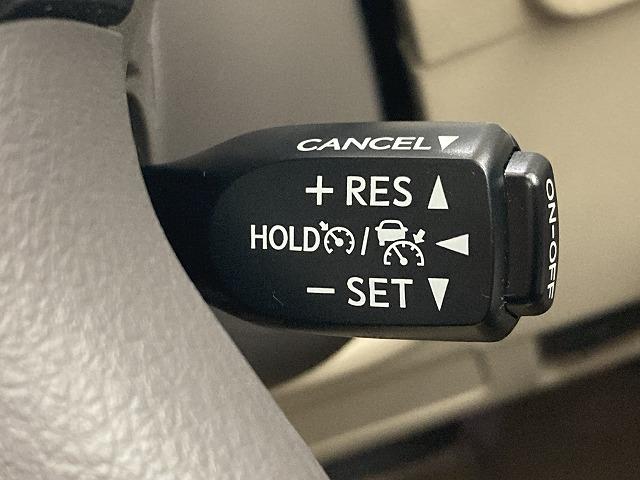 CANCEL▼
+ RES ▲
HOLD / ◀
− SET ▼
ON-OFF